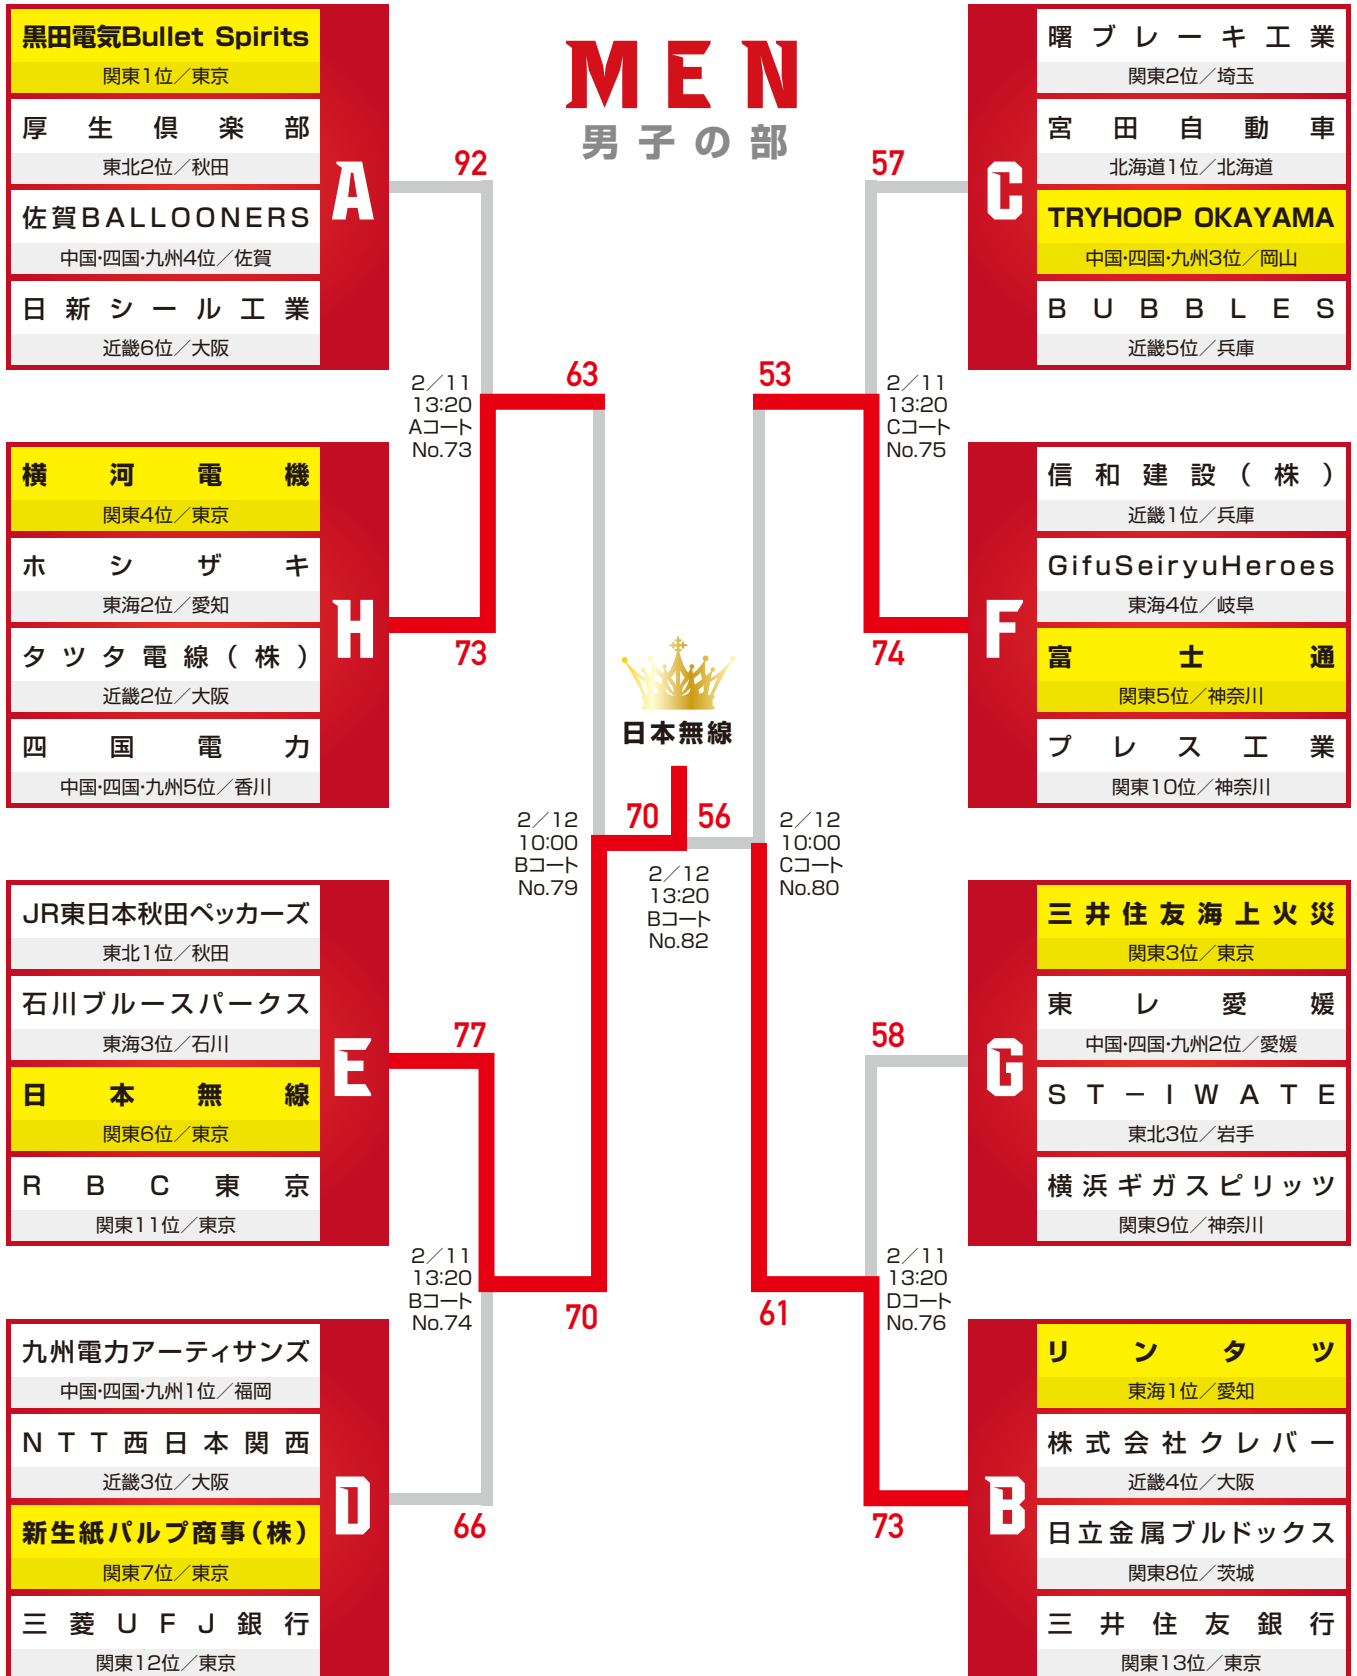 MEN
男子の部
黒田電気Bullet Spirits
関東1位／東京
厚生倶楽部
東北2位／秋田
佐賀BALLOONERS
中国・四国・九州4位／佐賀
日新シール工業
近畿6位／大阪
A
92
横河電機
関東4位／東京
ホシザキ
東海2位／愛知
タツタ電線（株）
近畿2位／大阪
四国電力
中国・四国・九州5位／香川
H
73
2／11
13:20
Aコート
No.73
63
JR東日本秋田ペッカーズ
東北1位／秋田
石川ブルースパークス
東海3位／石川
日本無線
関東6位／東京
RBC東京
関東11位／東京
E
77
九州電力アーティサンズ
中国・四国・九州1位／福岡
NTT西日本関西
近畿3位／大阪
新生紙パルプ商事（株）
関東7位／東京
三菱UFJ銀行
関東12位／東京
D
66
2／11
13:20
Bコート
No.74
70
2／12
10:00
Bコート
No.79
日本無線
70
56
2／12
13:20
Bコート
No.82
曙ブレーキ工業
関東2位／埼玉
宮田自動車
北海道1位／北海道
TRYHOOP OKAYAMA
中国・四国・九州3位／岡山
BUBBLES
近畿5位／兵庫
C
57
信和建設（株）
近畿1位／兵庫
GifuSeiryuHeroes
東海4位／岐阜
富士通
関東5位／神奈川
プレス工業
関東10位／神奈川
F
74
2／11
13:20
Cコート
No.75
53
三井住友海上火災
関東3位／東京
東レ愛媛
中国・四国・九州2位／愛媛
ST－IWATE
東北3位／岩手
横浜ギガスピリッツ
関東9位／神奈川
G
58
リンタツ
東海1位／愛知
株式会社クレバー
近畿4位／大阪
日立金属ブルドックス
関東8位／茨城
三井住友銀行
関東13位／東京
B
73
2／11
13:20
Dコート
No.76
61
2／12
10:00
Cコート
No.80